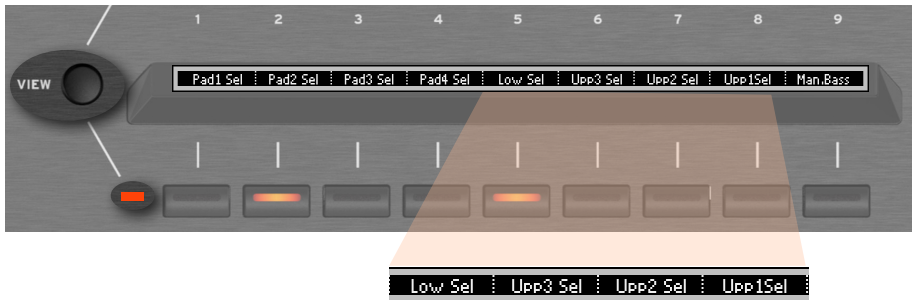 1 2 3 4 5 6 7 8 9
VIEW
Pad1 Sel Pad2 Sel Pad3 Sel Pad4 Sel Low Sel Upp3 Sel Upp2 Sel Upp1Sel Man.Bass
Low Sel Upp3 Sel Upp2 Sel Upp1Sel